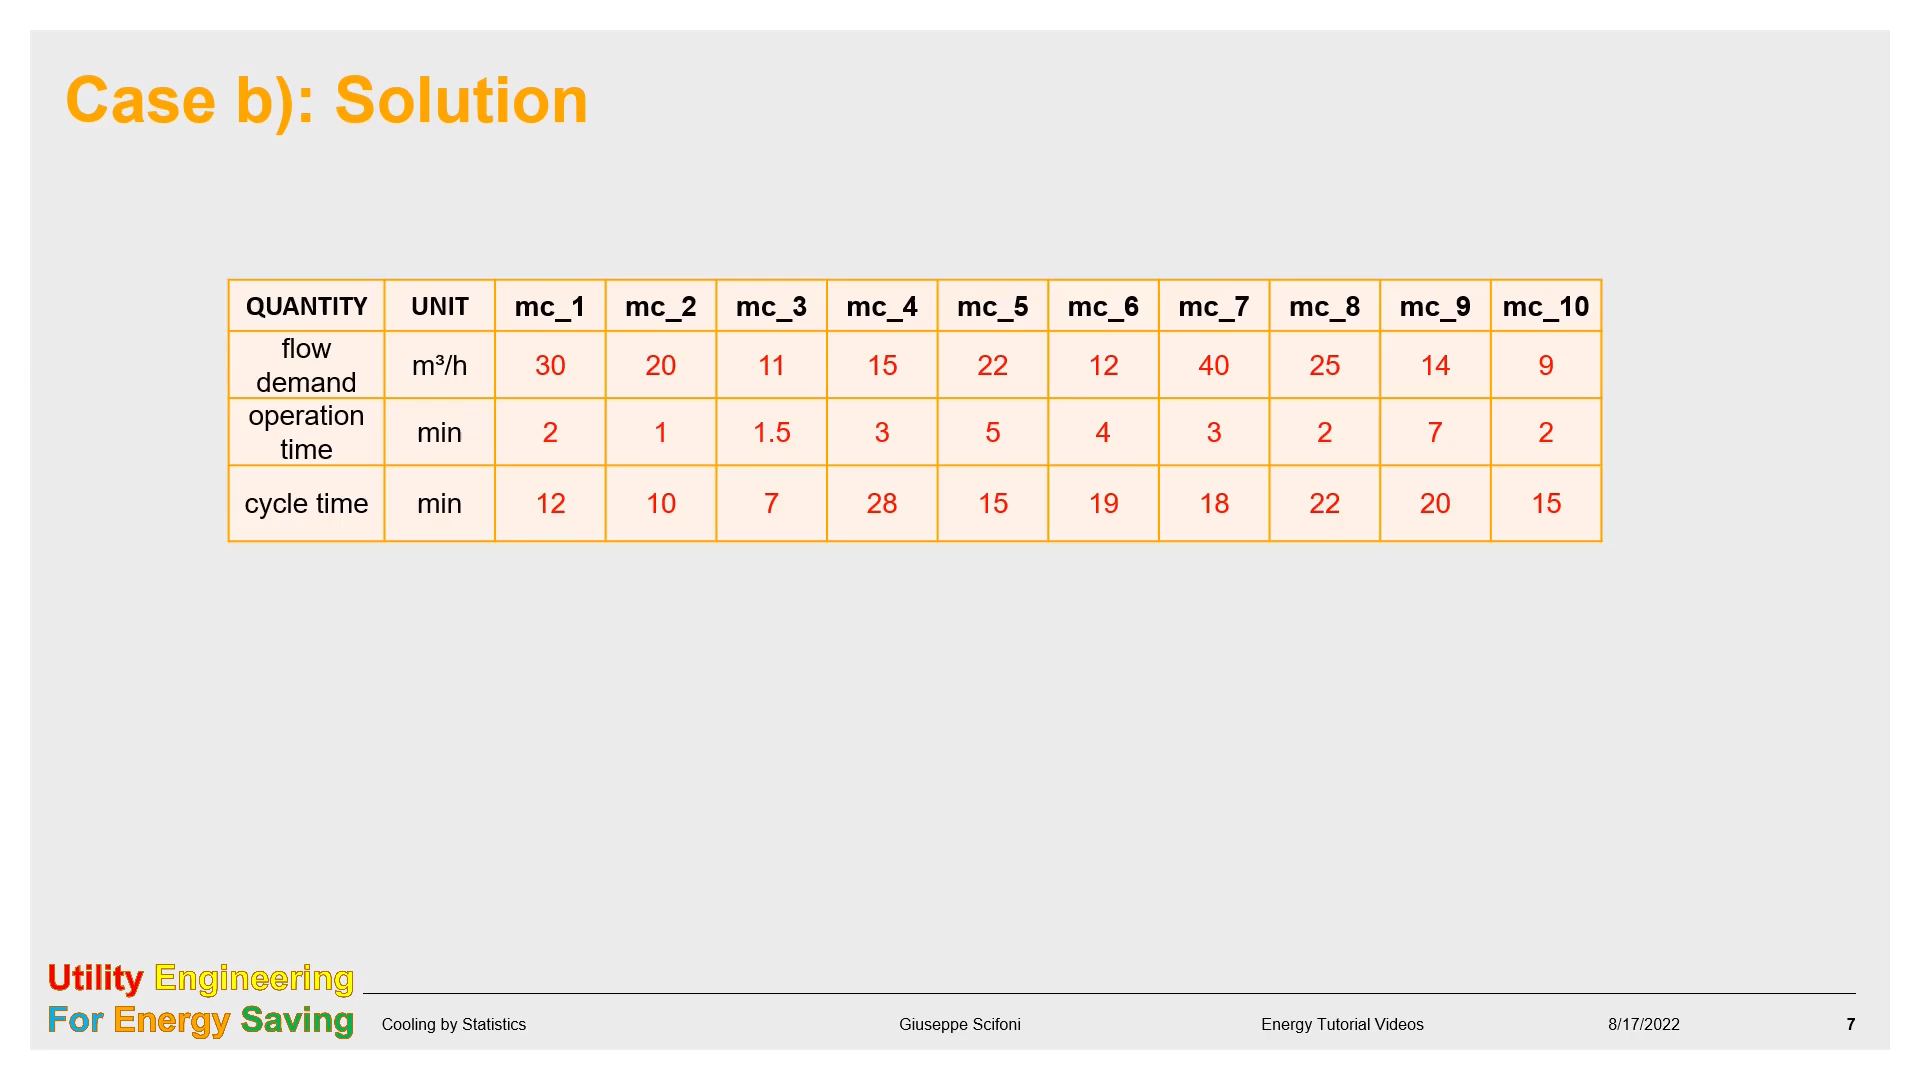 Case b): Solution
QUANTITY UNIT mc_1 mc_2 mc_3 mc_4 mc_5 mc_6 mc_7 mc_8 mc_9 mc_10
flow
demand m³/h 30 20 11 15 22 12 40 25 14 9
operation
time min 2 1 1.5 3 5 4 3 2 7 2
cycle time min 12 10 7 28 15 19 18 22 20 15
Utility Engineering
For Energy Saving
Cooling by Statistics Giuseppe Scifoni Energy Tutorial Videos 8/17/2022 7